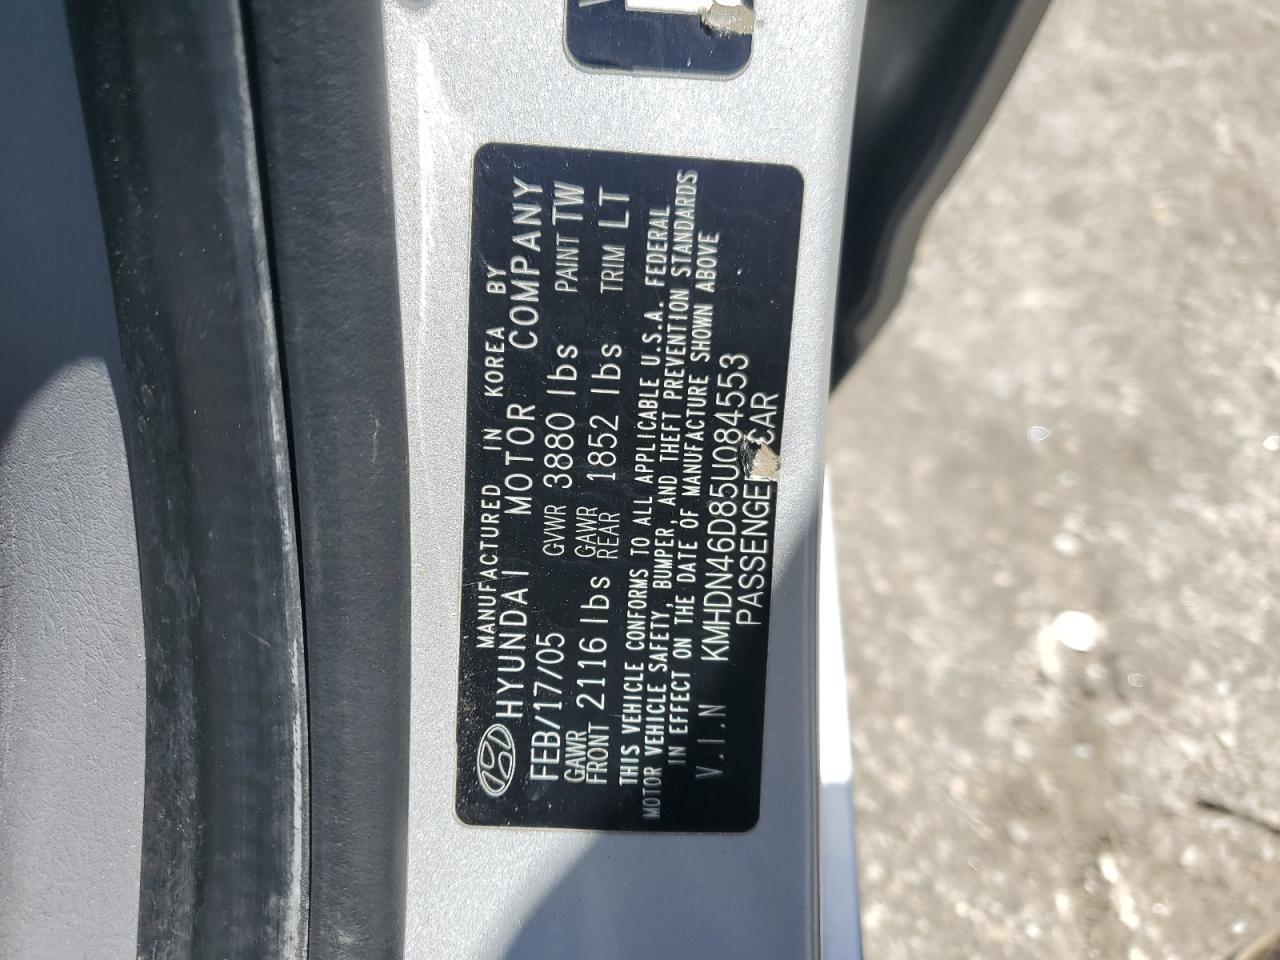 MANUFACTURED IN KOREA BY
HYUNDAI MOTOR COMPANY
FEB/17/05 GVWR 3880 lbs PAINT TW
GAWR FRONT 2116 lbs GAWR REAR 1852 lbs TRIM LT
THIS VEHICLE CONFORMS TO ALL APPLICABLE U.S.A. FEDERAL
MOTOR VEHICLE SAFETY, BUMPER, AND THEFT PREVENTION STANDARDS
IN EFFECT ON THE DATE OF MANUFACTURE SHOWN ABOVE
V.I.N KMHDN46D85U084553
PASSENGER CAR